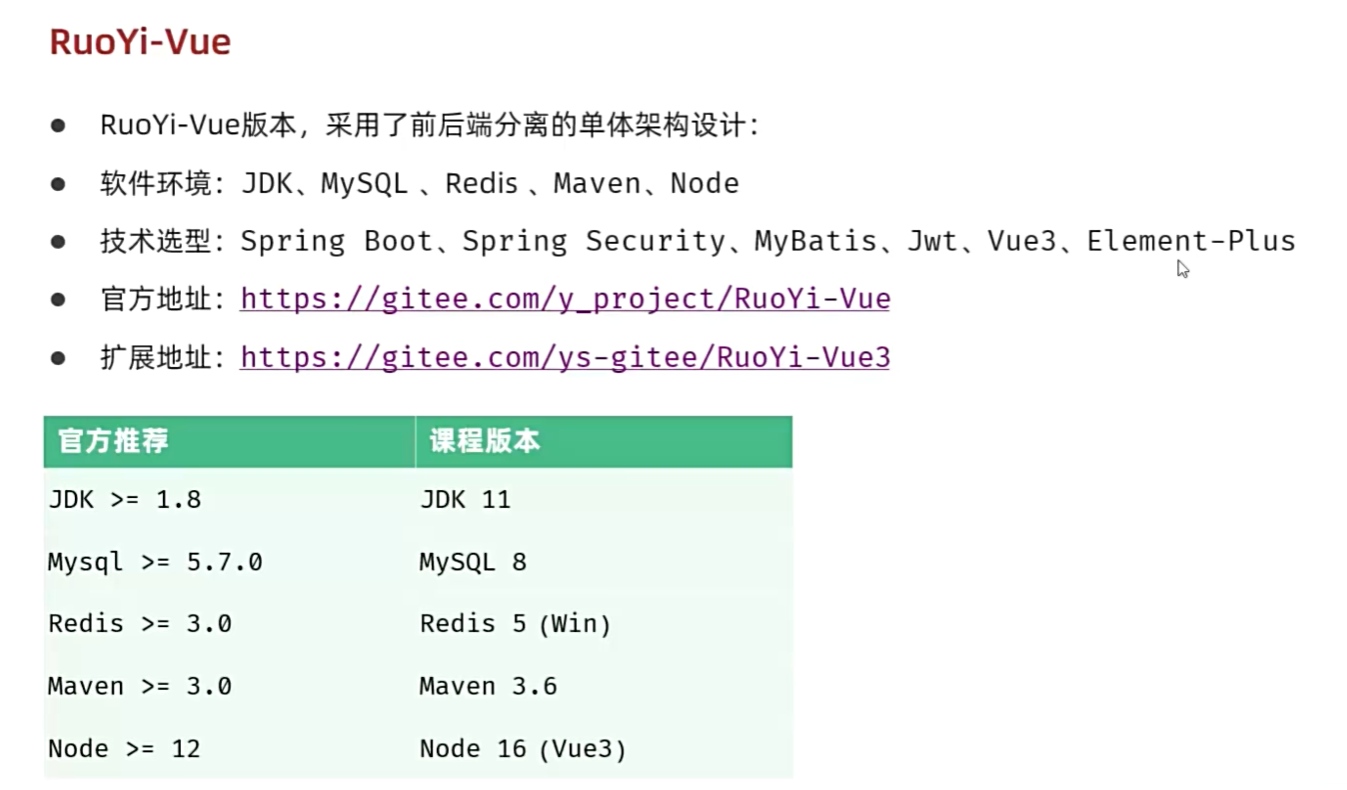 RuoYi-Vue
● RuoYi-Vue版本，采用了前后端分离的单体架构设计：
● 软件环境：JDK、MySQL 、Redis 、Maven、Node
● 技术选型：Spring Boot、Spring Security、MyBatis、Jwt、Vue3、Element-Plus
● 官方地址：https://gitee.com/y_project/RuoYi-Vue
● 扩展地址：https://gitee.com/ys-gitee/RuoYi-Vue3
官方推荐 课程版本
JDK >= 1.8 JDK 11
Mysql >= 5.7.0 MySQL 8
Redis >= 3.0 Redis 5（Win）
Maven >= 3.0 Maven 3.6
Node >= 12 Node 16（Vue3）